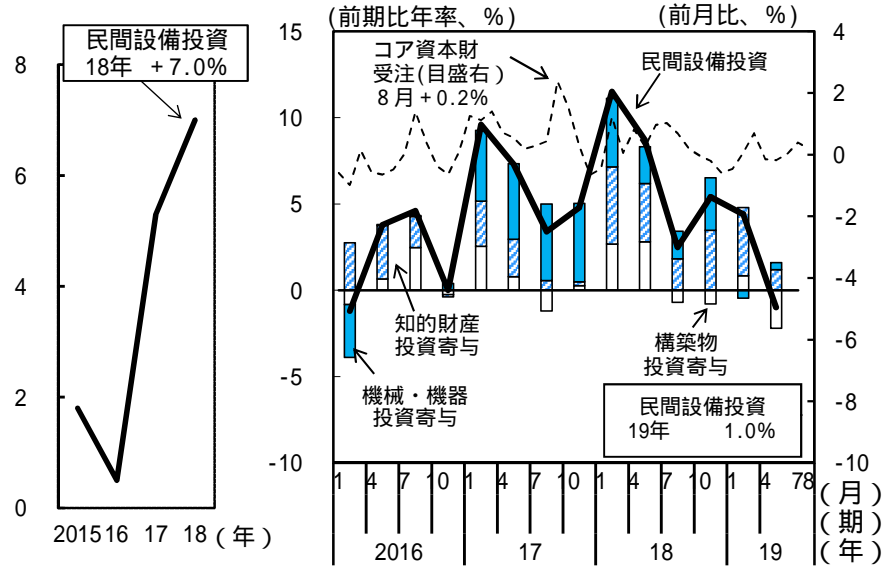 民間設備投資
18年 +7.0%
8
6
4
2
0
2015 16 17 18 (年)
(前期比年率、%) (前月比、%)
コア資本財
受注(目盛右)
8月+0.2%
民間設備投資
知的財産
投資寄与
機械・機器
投資寄与
構築物
投資寄与
民間設備投資
19年 1.0%
15
10
5
0
-5
-10
4
2
0
-2
-4
-6
-8
-10
1 4 7 10 1 4 7 10 1 4 7 10 1 4 78 (月)
(期)
2016 17 18 19 (年)